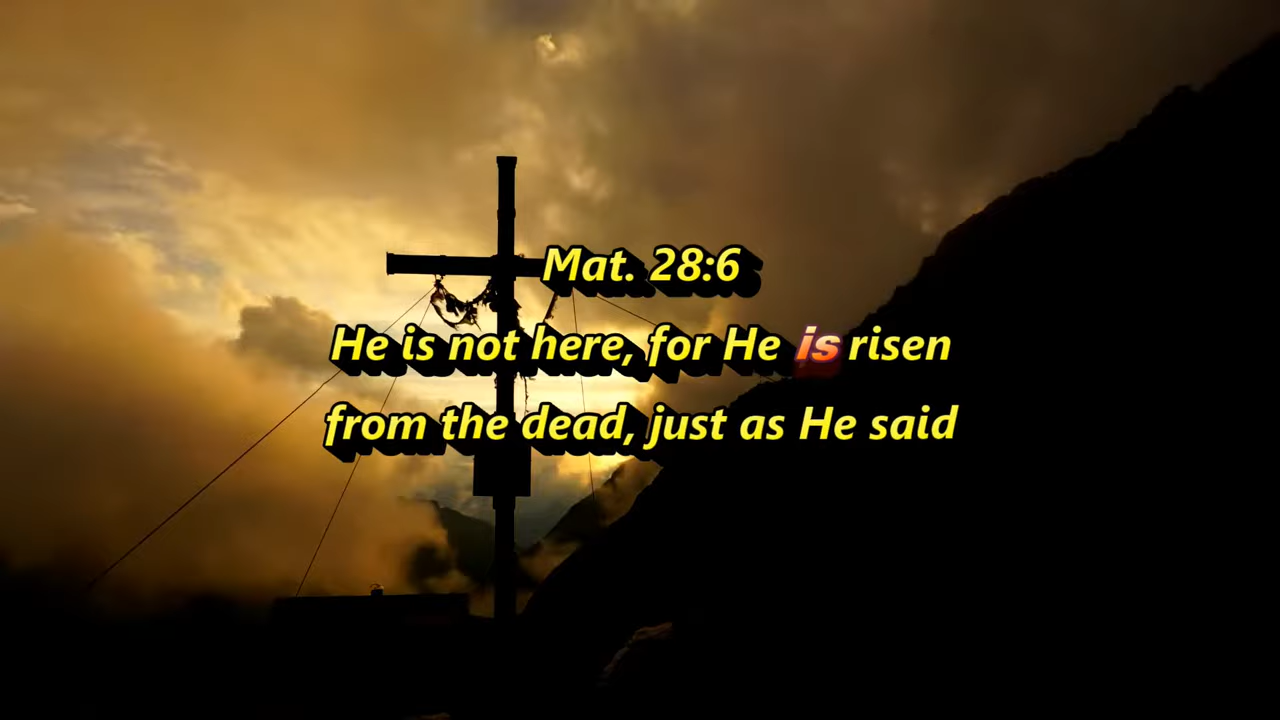 Mat. 28:6
He is not here, for He is risen
from the dead, just as He said